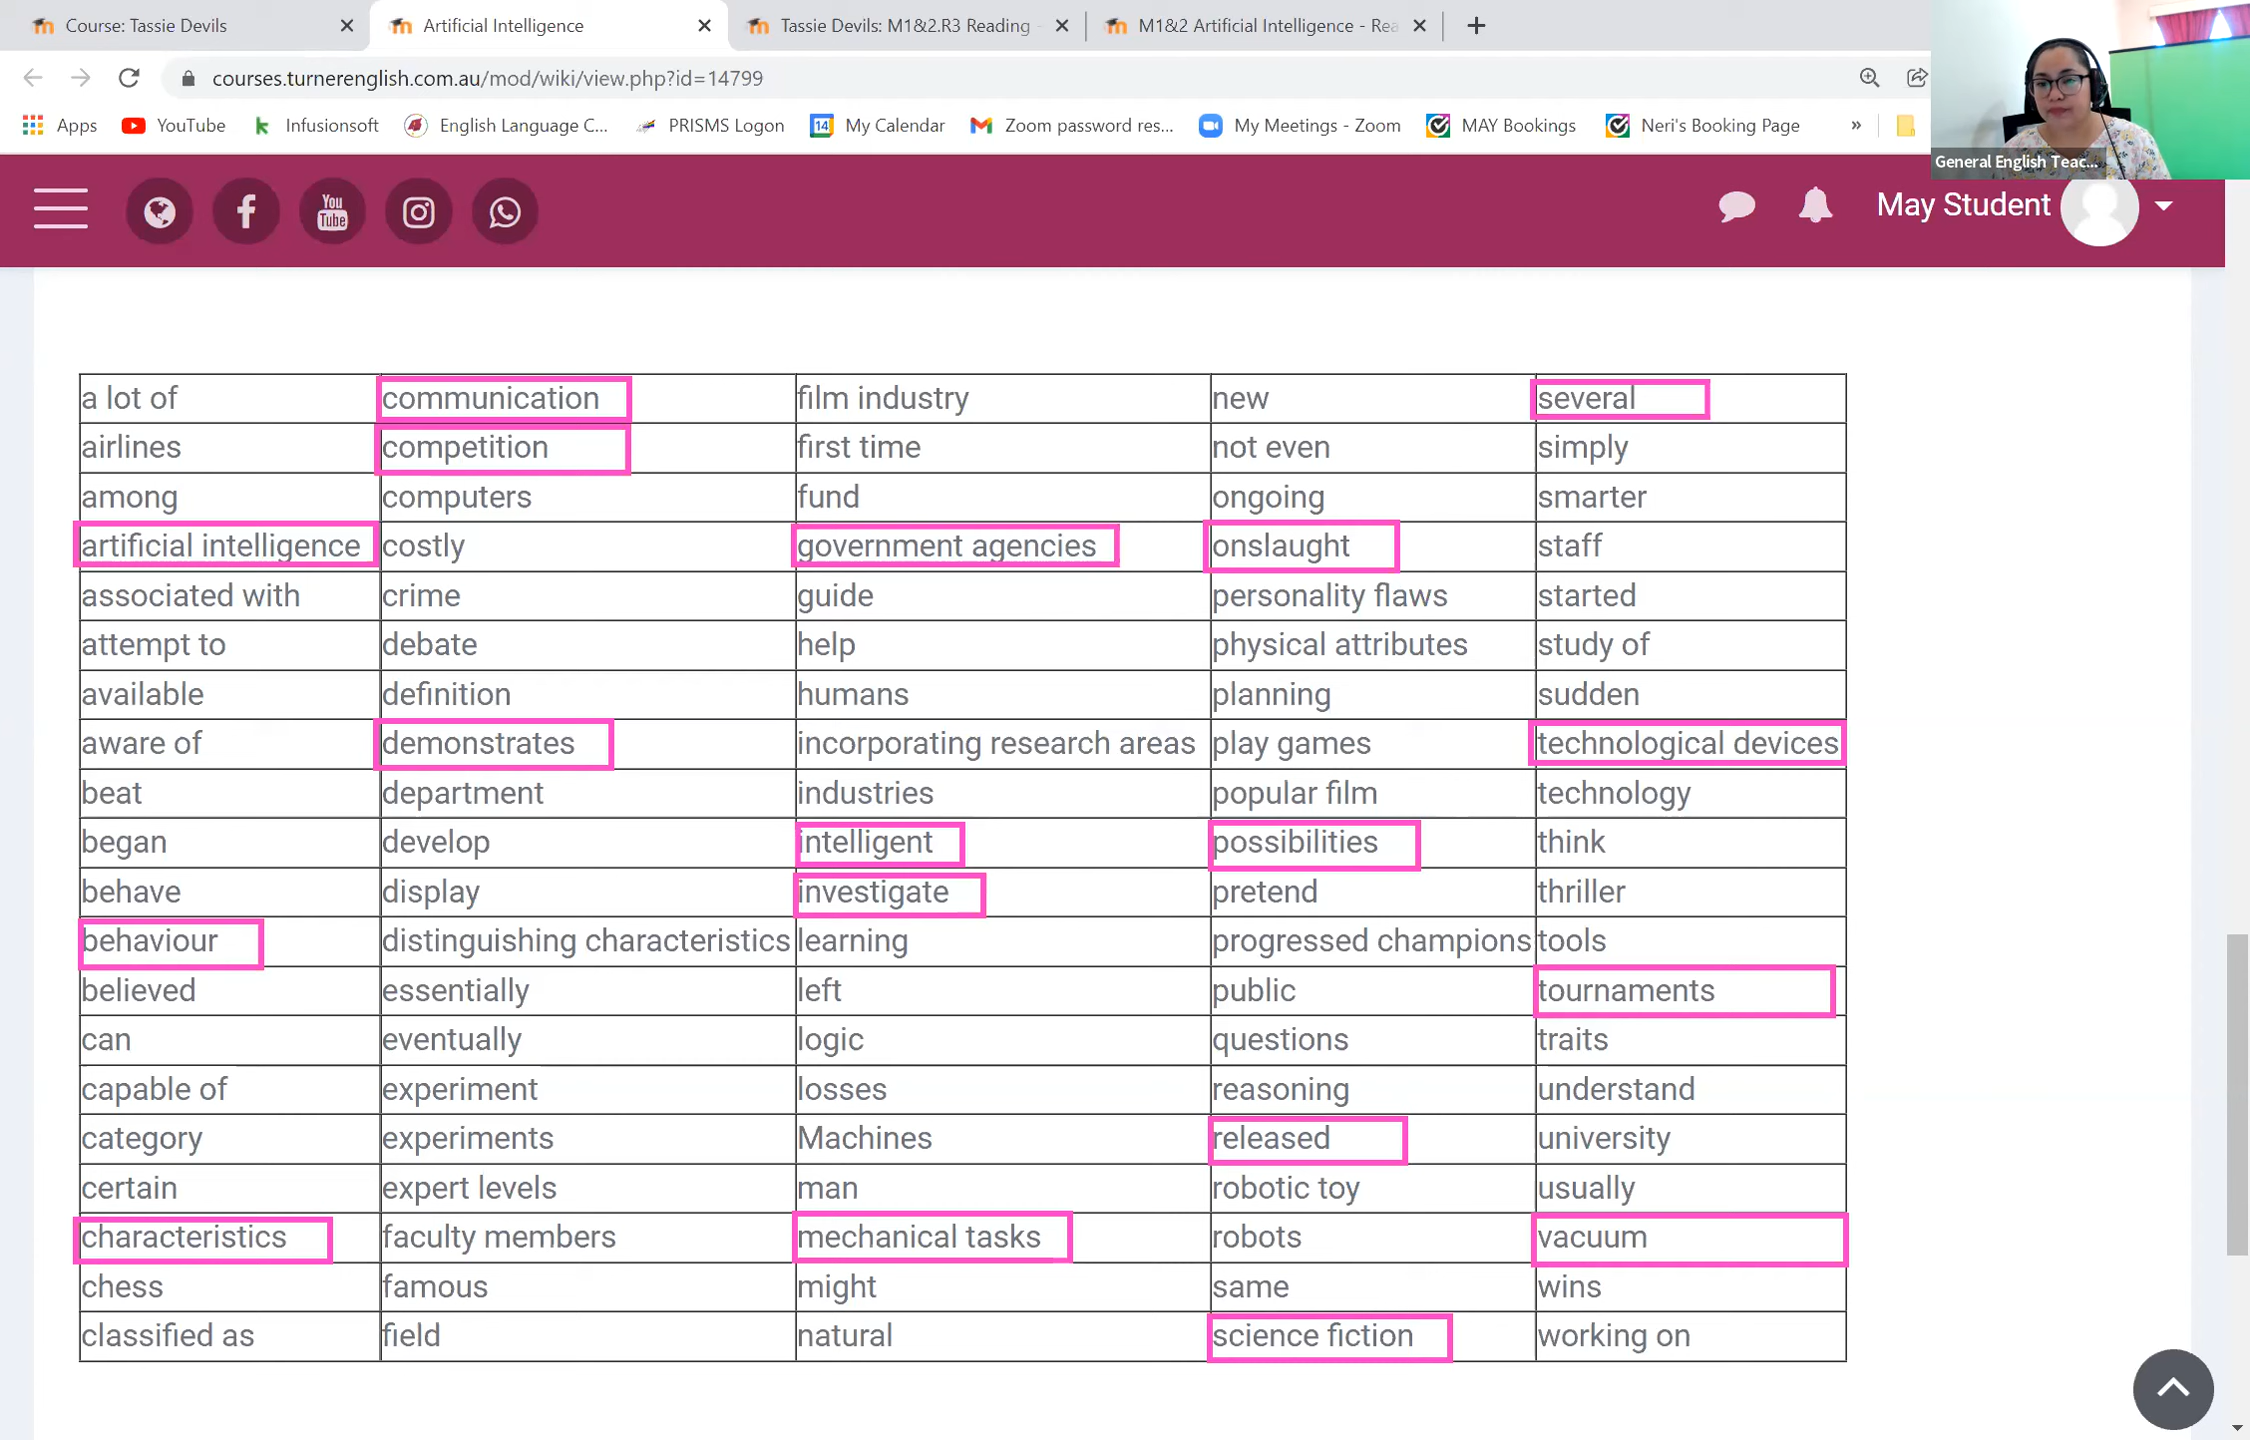 Course: Tassie Devils
Artificial Intelligence
Tassie Devils: M1&2.R3 Reading -
M1&2 Artificial Intelligence - Rea
courses.turnerenglish.com.au/mod/wiki/view.php?id=14799
Apps YouTube Infusionsoft English Language C... PRISMS Logon 14 My Calendar Zoom password res... My Meetings - Zoom MAY Bookings Neri's Booking Page »
General English Teac...
You Tube
May Student
a lot of communication film industry new several
airlines competition first time not even simply
among computers fund ongoing smarter
artificial intelligence costly government agencies onslaught staff
associated with crime guide personality flaws started
attempt to debate help physical attributes study of
available definition humans planning sudden
aware of demonstrates incorporating research areas play games technological devices
beat department industries popular film technology
began develop intelligent possibilities think
behave display investigate pretend thriller
behaviour distinguishing characteristics learning progressed champions tools
believed essentially left public tournaments
can eventually logic questions traits
capable of experiment losses reasoning understand
category experiments Machines released university
certain expert levels man robotic toy usually
characteristics faculty members mechanical tasks robots vacuum
chess famous might same wins
classified as field natural science fiction working on